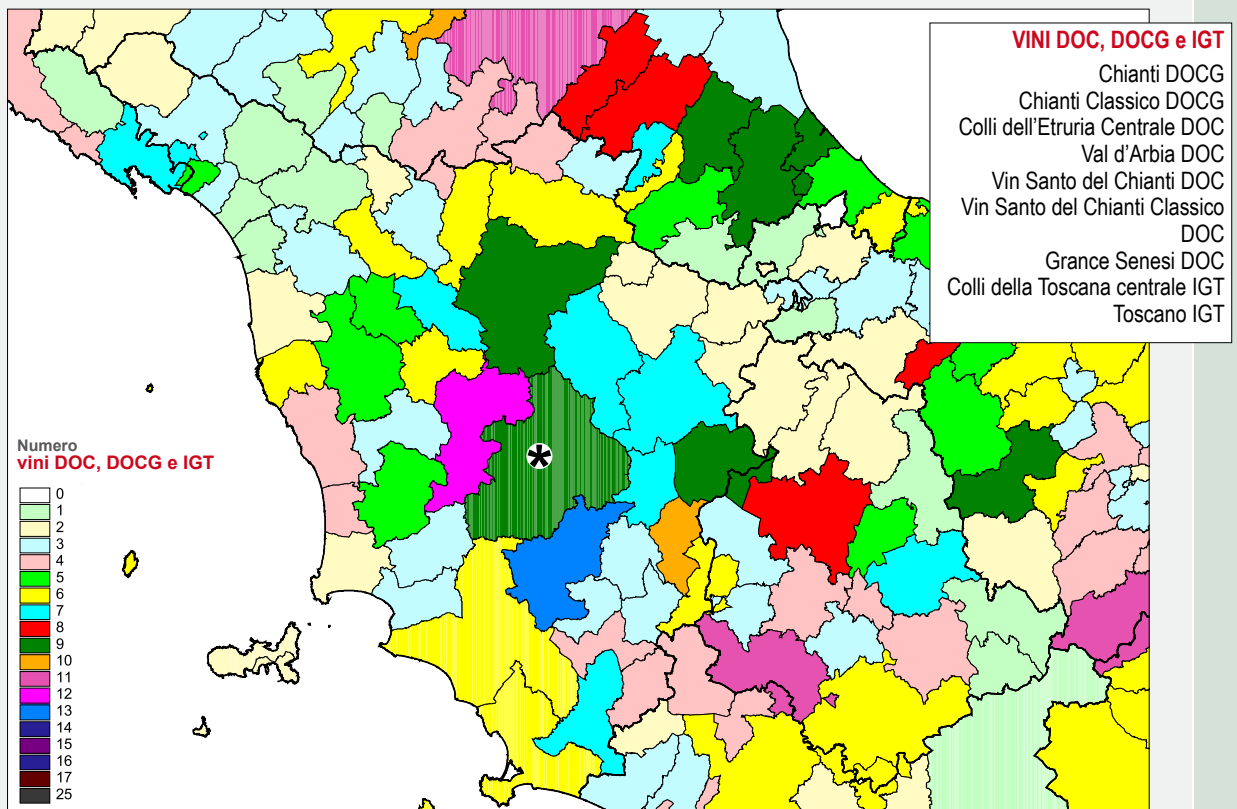 VINI DOC, DOCG e IGT
Chianti DOCG
Chianti Classico DOCG
Colli dell'Etruria Centrale DOC
Val d'Arbia DOC
Vin Santo del Chianti DOC
Vin Santo del Chianti Classico
DOC
Grance Senesi DOC
Colli della Toscana centrale IGT
Toscano IGT
*
Numero
vini DOC, DOCG e IGT
0
1
2
3
4
5
6
7
8
9
10
11
12
13
14
15
16
17
25